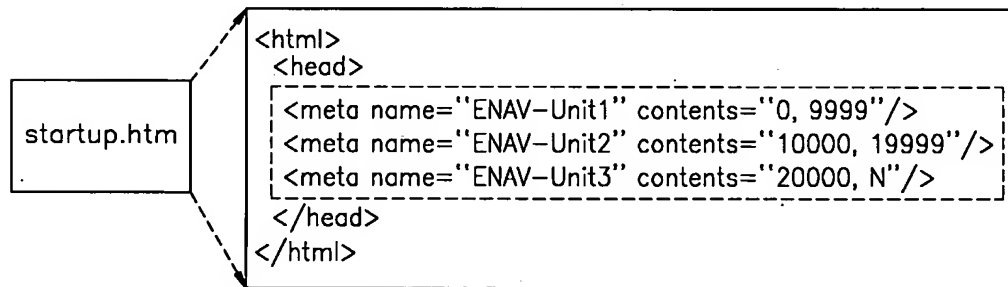 startup.htm
<html>
<head>
<meta name="ENAV-Unit1" contents="0, 9999"/>
<meta name="ENAV-Unit2" contents="10000, 19999"/>
<meta name="ENAV-Unit3" contents="20000, N"/>
</head>
</html>